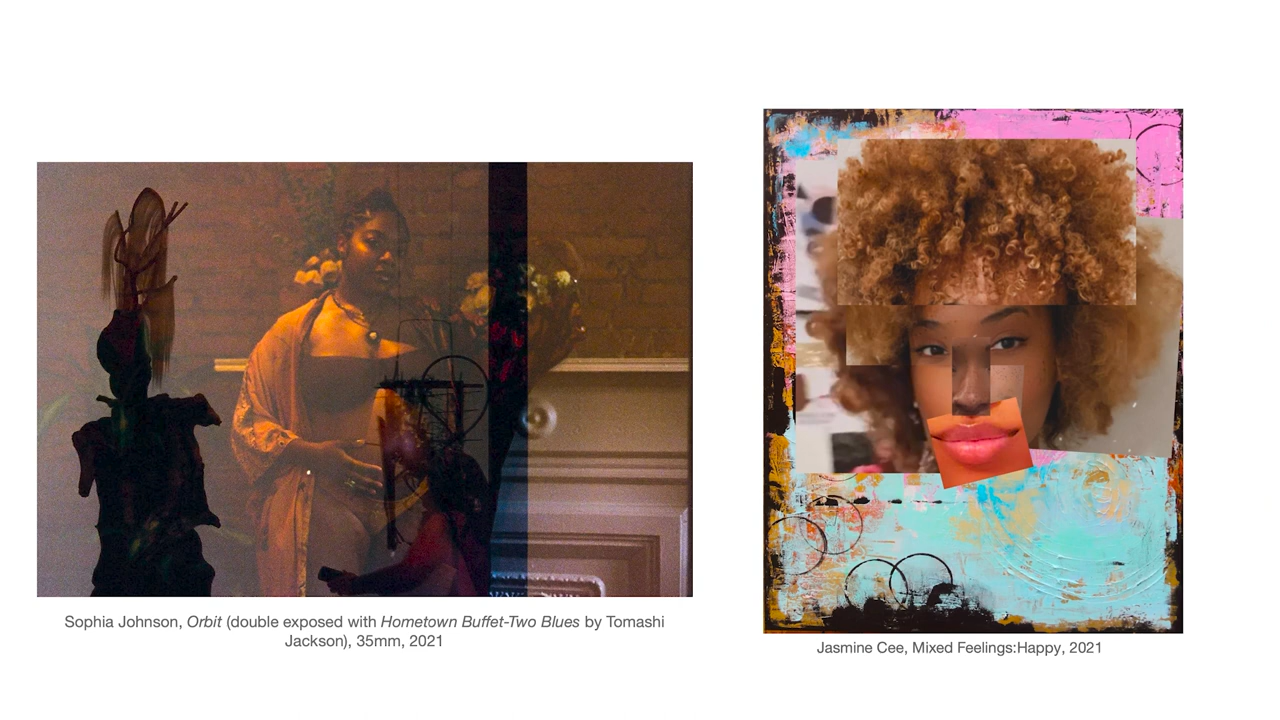 Sophia Johnson, Orbit (double exposed with Hometown Buffet-Two Blues by Tomashi
Jackson), 35mm, 2021
Jasmine Cee, Mixed Feelings:Happy, 2021